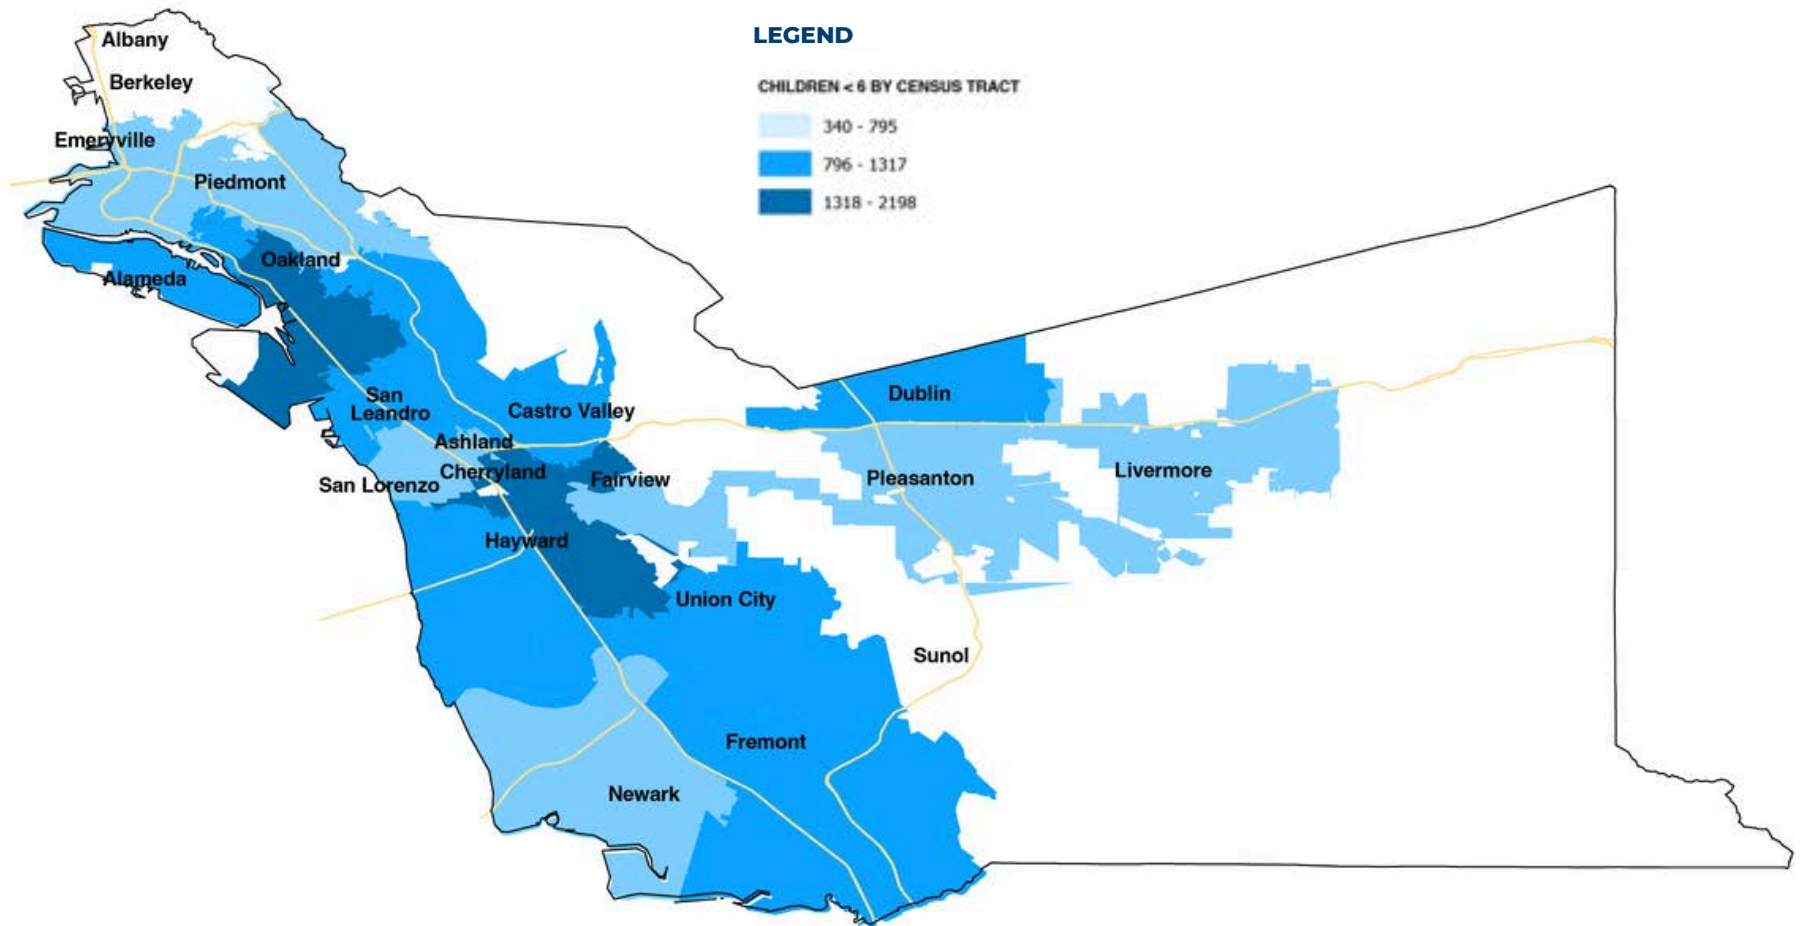 LEGEND
CHILDREN < 6 BY CENSUS TRACT
340 - 795
796 - 1317
1318 - 2198
Albany
Berkeley
Emeryville
Piedmont
Oakland
Alameda
San
Leandro
Castro Valley
Dublin
Ashland
Cherryland
Fairview
San Lorenzo
Pleasanton
Livermore
Hayward
Union City
Sunol
Fremont
Newark